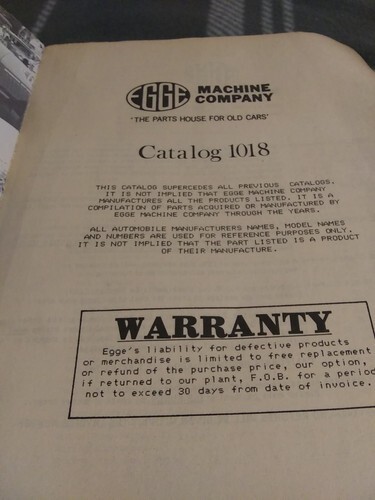 EGGE MACHINE
COMPANY
'THE PARTS HOUSE FOR OLD CARS'
Catalog 1018
THIS CATALOG SUPERCEDES ALL PREVIOUS CATALOGS.
IT IS NOT IMPLIED THAT EGGE MACHINE COMPANY
MANUFACTURES ALL THE PRODUCTS LISTED. IT IS A
COMPILATION OF PARTS ACQUIRED OR MANUFACTURED BY
EGGE MACHINE COMPANY THROUGH THE YEARS.
ALL AUTOMOBILE MANUFACTURERS NAMES, MODEL NAMES
AND NUMBERS ARE USED FOR REFERENCE PURPOSES ONLY.
IT IS NOT IMPLIED THAT THE PART LISTED IS A PRODUCT
OF THEIR MANUFACTURE.
WARRANTY
Egge's liability for defective products
or merchandise is limited to free replacement
or refund of the purchase price, our option,
if returned to our plant, F.O.B. for a period
not to exceed 30 days from date of invoice.